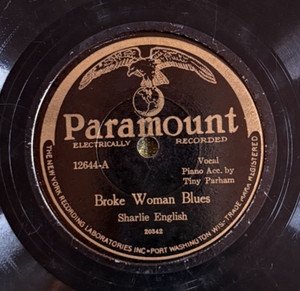 Paramount
ELECTRICALLY RECORDED
12644-A
Vocal
Piano Acc. by
Tiny Parham
Broke Woman Blues
Sharlie English
20342
THE NEW YORK RECORDING LABORATORIES INC • PORT WASHINGTON WIS • TRADE MARK REGISTERED